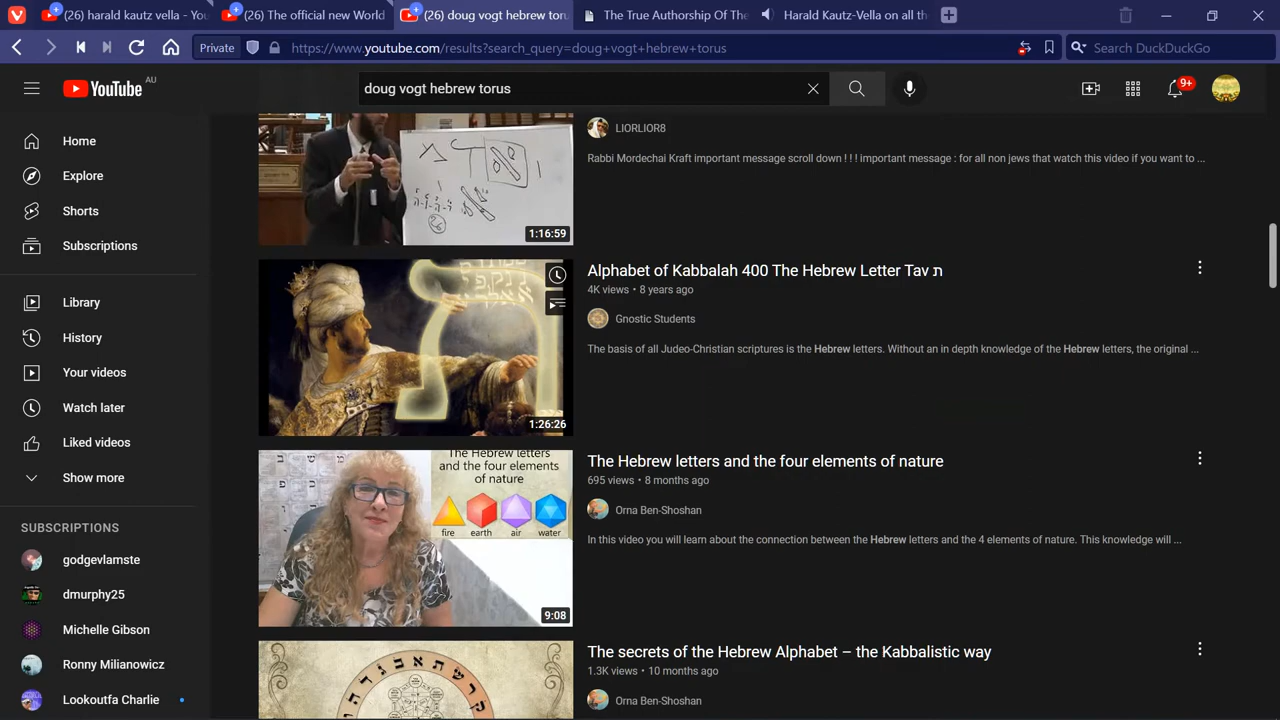 (26) harald kautz vella - You
(26) The official new World
(26) doug vogt hebrew toru
The True Authorship Of The
Harald Kautz-Vella on all th
Private
https://www.youtube.com/results?search_query=doug+vogt+hebrew+torus
Search DuckDuckGo
YouTube AU
doug vogt hebrew torus
9+
Home
Explore
Shorts
Subscriptions
Library
History
Your videos
Watch later
Liked videos
Show more
SUBSCRIPTIONS
godgevlamste
dmurphy25
Michelle Gibson
Ronny Milianowicz
Lookoutfa Charlie
1:16:59
LIORLIOR8
Rabbi Mordechai Kraft important message scroll down ! ! ! important message : for all non jews that watch this video if you want to ...
1:26:26
Alphabet of Kabbalah 400 The Hebrew Letter Tav ת
4K views • 8 years ago
Gnostic Students
The basis of all Judeo-Christian scriptures is the Hebrew letters. Without an in depth knowledge of the Hebrew letters, the original ...
The Hebrew letters
and the four elements
of nature
fire earth air water
9:08
The Hebrew letters and the four elements of nature
695 views • 8 months ago
Orna Ben-Shoshan
In this video you will learn about the connection between the Hebrew letters and the 4 elements of nature. This knowledge will ...
The secrets of the Hebrew Alphabet – the Kabbalistic way
1.3K views • 10 months ago
Orna Ben-Shoshan